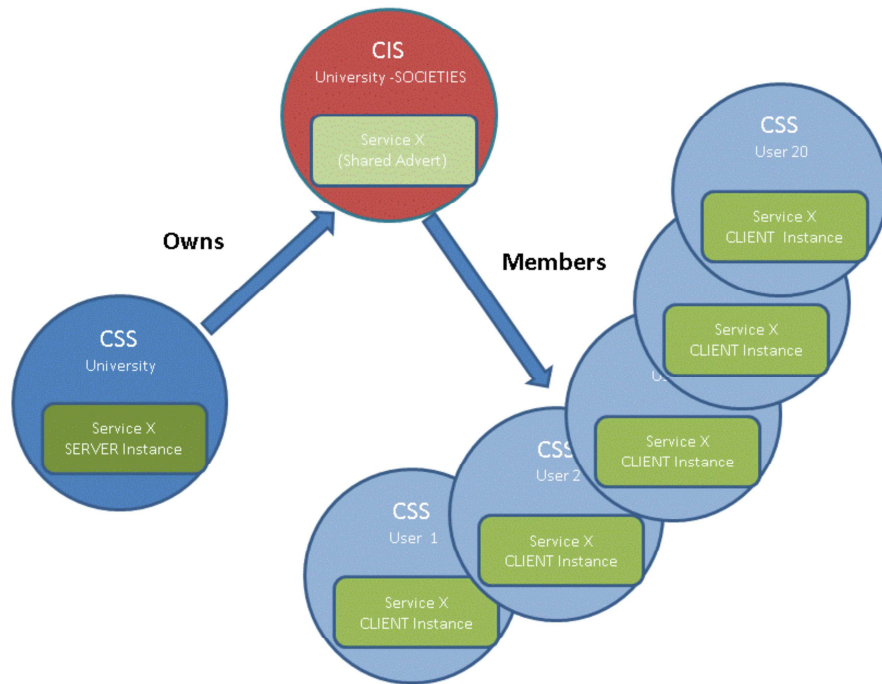 CIS
University -SOCIETIES
Service X
(Shared Advert)
Owns
Members
CSS
University
Service X
SERVER Instance
CSS
User 20
Service X
CLIENT Instance
Service X
CLIENT Instance
Service X
CLIENT Instance
CSS
User 2
Service X
CLIENT Instance
CSS
User 1
Service X
CLIENT Instance